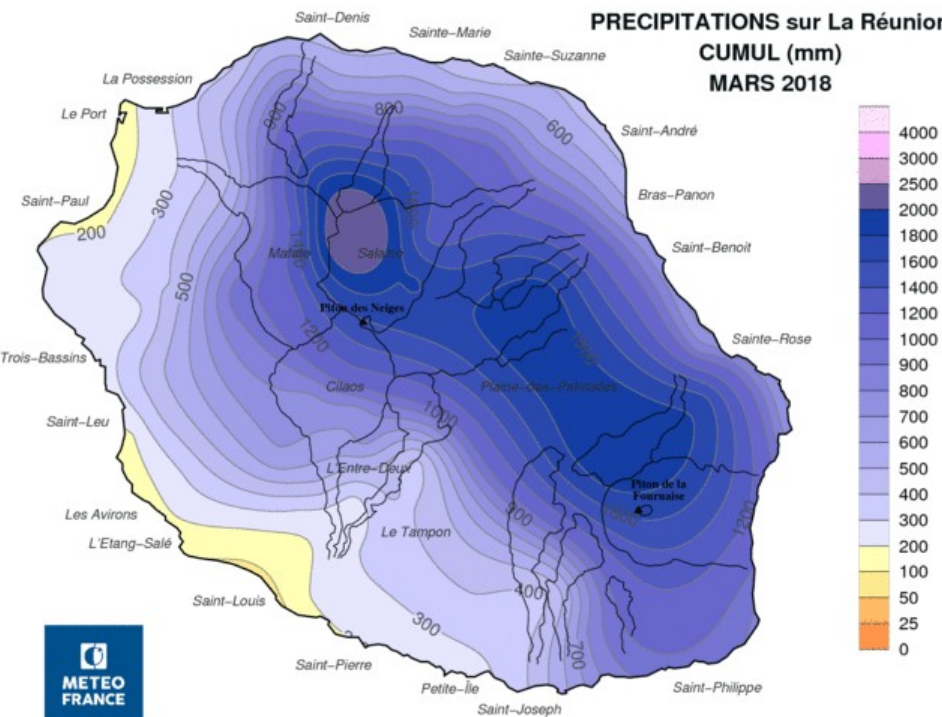 PRECIPITATIONS sur La Réunion
CUMUL (mm)
MARS 2018
Saint-Denis
Sainte-Marie
Sainte-Suzanne
La Possession
Le Port
Saint-André
Saint-Paul
Bras-Panon
Saint-Benoit
Mafate
Salazie
Piton des Neiges
Sainte-Rose
Trois-Bassins
Cilaos
Plaine-des-Palmistes
Saint-Leu
L'Entre-Deux
Piton de la
Fournaise
Les Avirons
Le Tampon
L'Etang-Salé
Saint-Louis
Saint-Pierre
Petite-Île
Saint-Joseph
Saint-Philippe
900
800
600
300
200
500
1200
1000
900
1200
400
300
700
4000
3000
2500
2000
1800
1600
1400
1200
1000
900
800
700
600
500
400
300
200
100
50
25
0
METEO
FRANCE